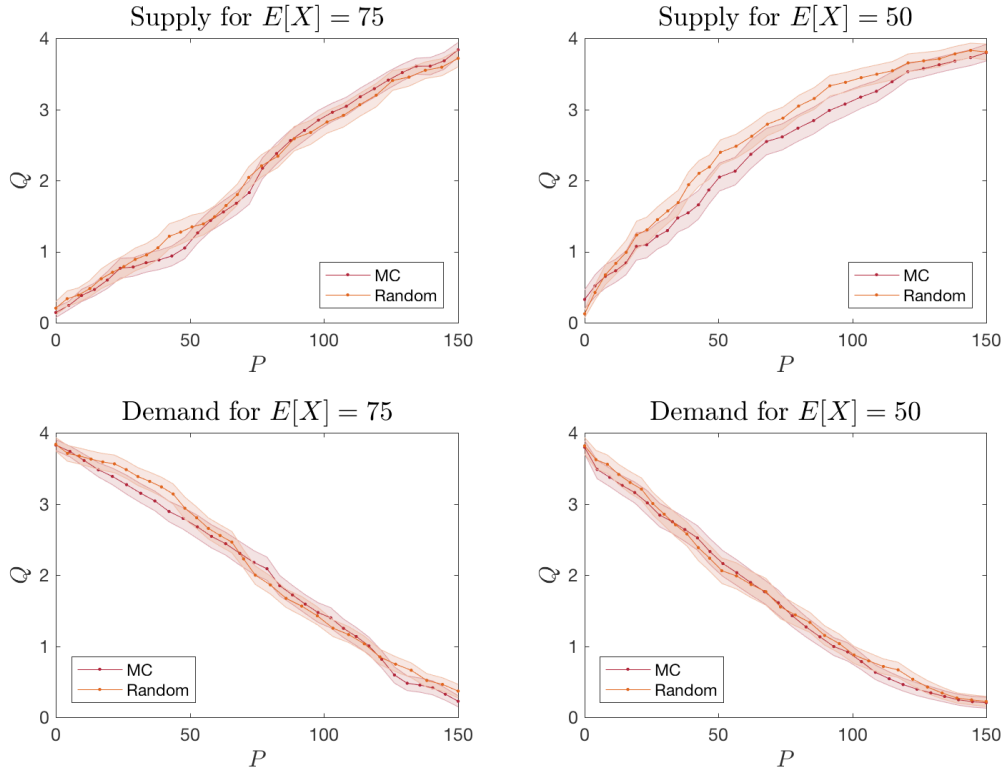 Supply for E[X] = 75
4
3
2
1
0
0 50 100 150
Q
P
MC
Random
Supply for E[X] = 50
4
3
2
1
0
0 50 100 150
Q
P
MC
Random
Demand for E[X] = 75
4
3
2
1
0
0 50 100 150
Q
P
MC
Random
Demand for E[X] = 50
4
3
2
1
0
0 50 100 150
Q
P
MC
Random